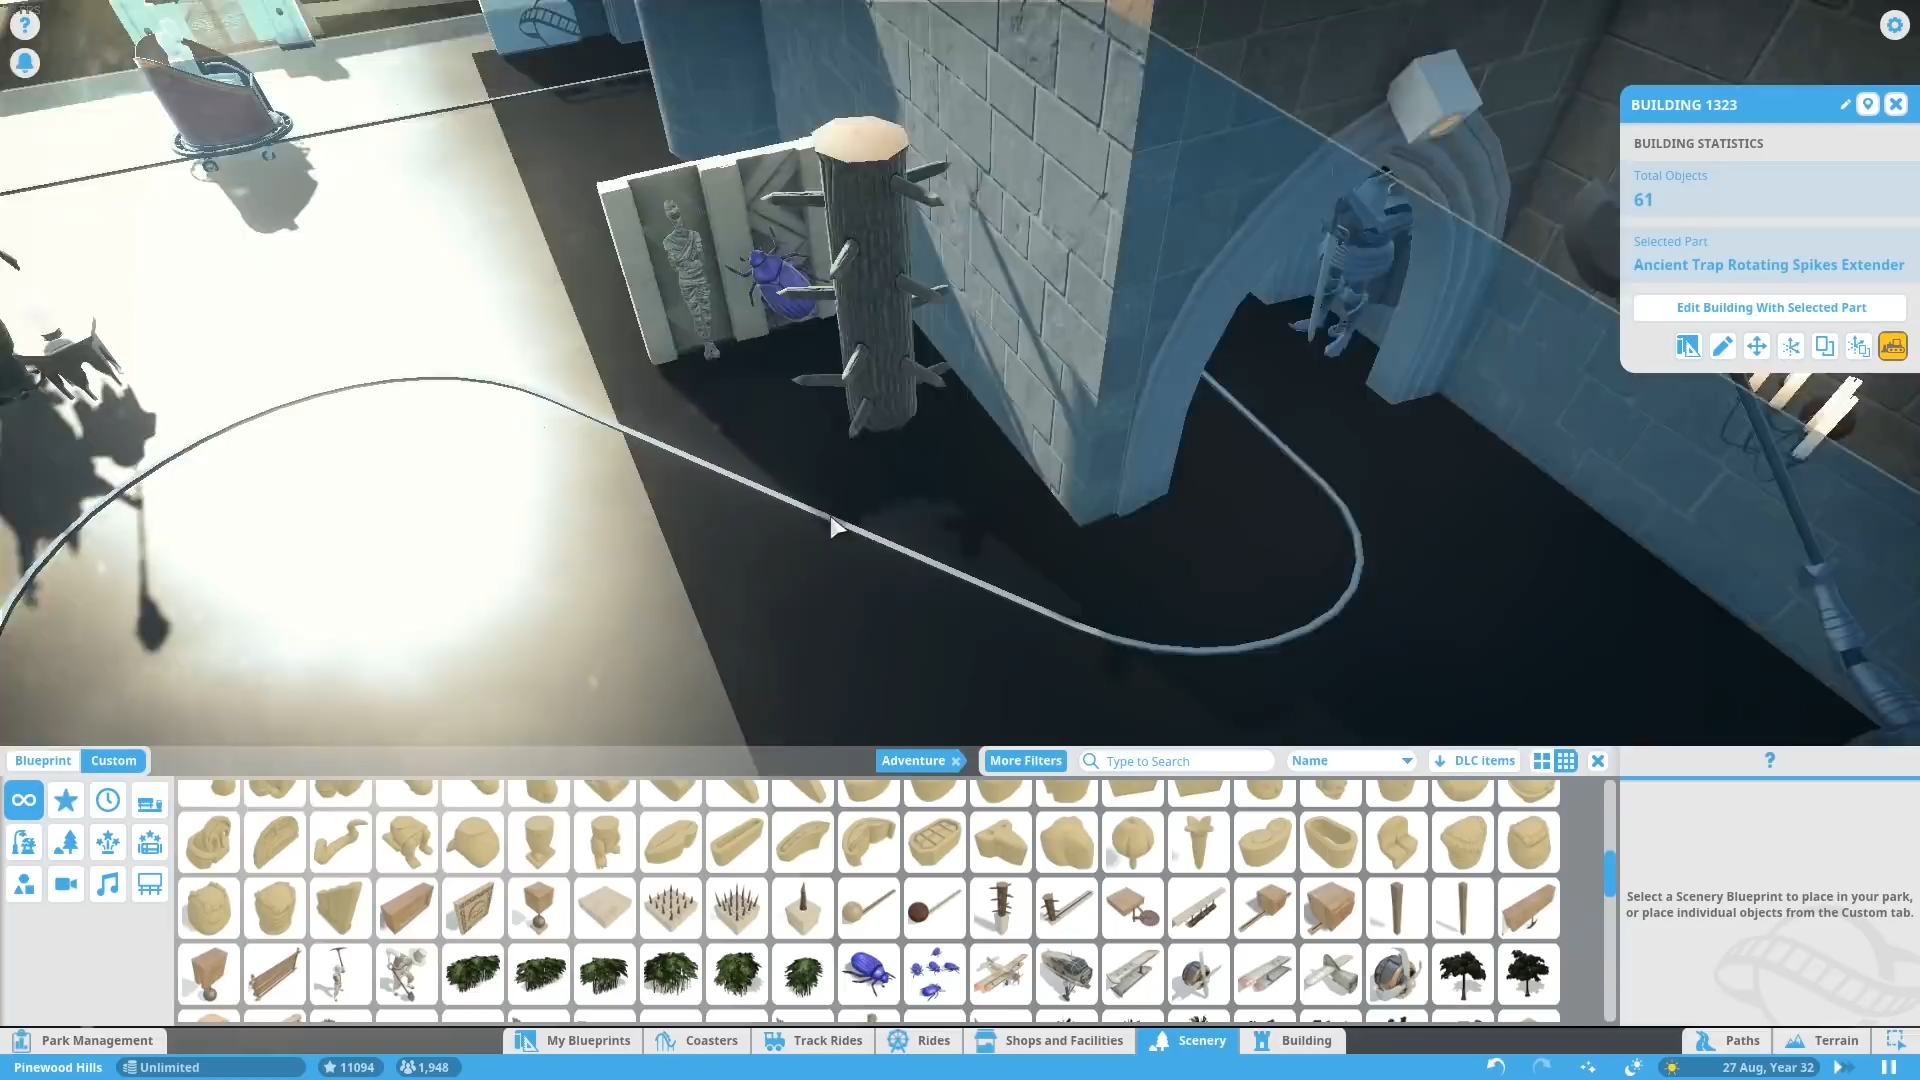 BUILDING 1323
BUILDING STATISTICS
Total Objects
61
Selected Part
Ancient Trap Rotating Spikes Extender
Edit Building With Selected Part
Blueprint Custom Adventure More Filters Type to Search Name DLC items
Select a Scenery Blueprint to place in your park,
or place individual objects from the Custom tab.
Park Management My Blueprints Coasters Track Rides Rides Shops and Facilities Scenery Building Paths Terrain
Pinewood Hills Unlimited 11094 1,948 27 Aug, Year 32